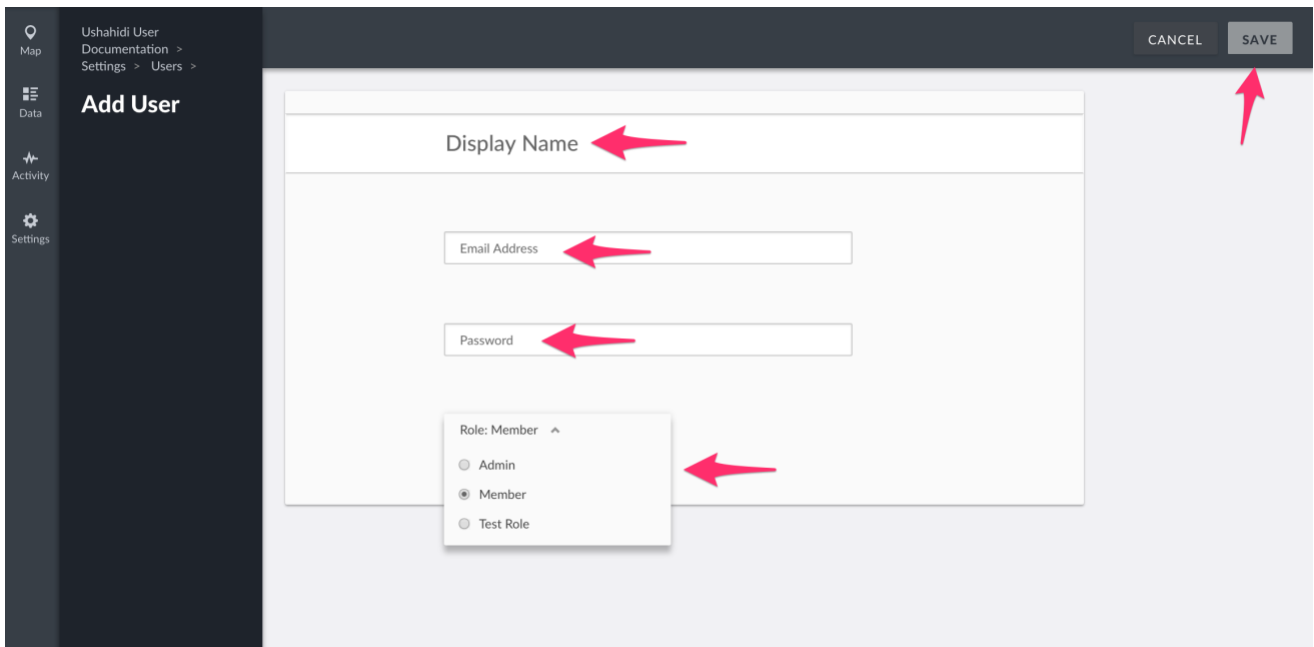 Map
Data
Activity
Settings
Ushahidi User
Documentation >
Settings > Users >
Add User
CANCEL
SAVE
Display Name
Email Address
Password
Role: Member
Admin
Member
Test Role